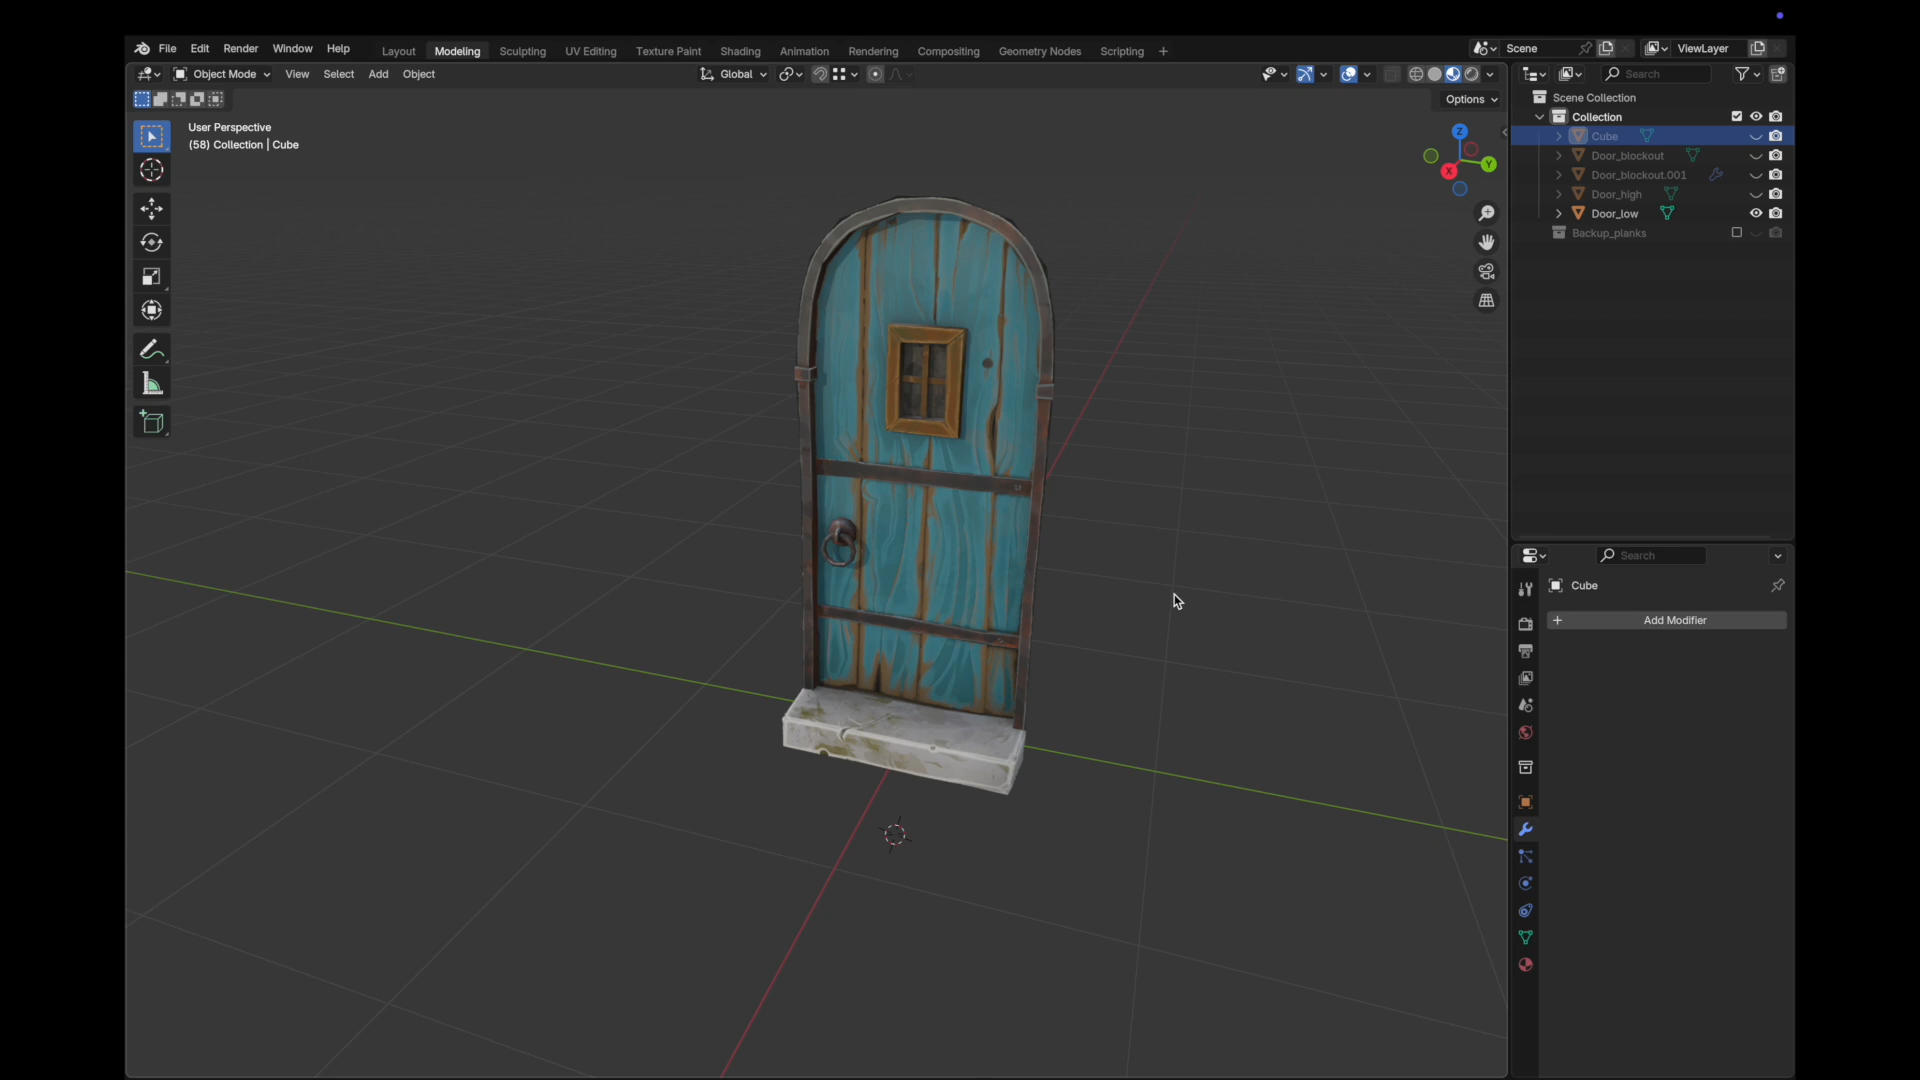 File Edit Render Window Help Layout Modeling Sculpting UV Editing Texture Paint Shading Animation Rendering Compositing Geometry Nodes Scripting + Scene ViewLayer
Object Mode View Select Add Object Global Search
Options
Scene Collection
Collection
User Perspective
(58) Collection | Cube
Cube
Door_blockout
Door_blockout.001
Door_high
Door_low
Backup_planks
Z
Y
X
Search
Cube
+ Add Modifier